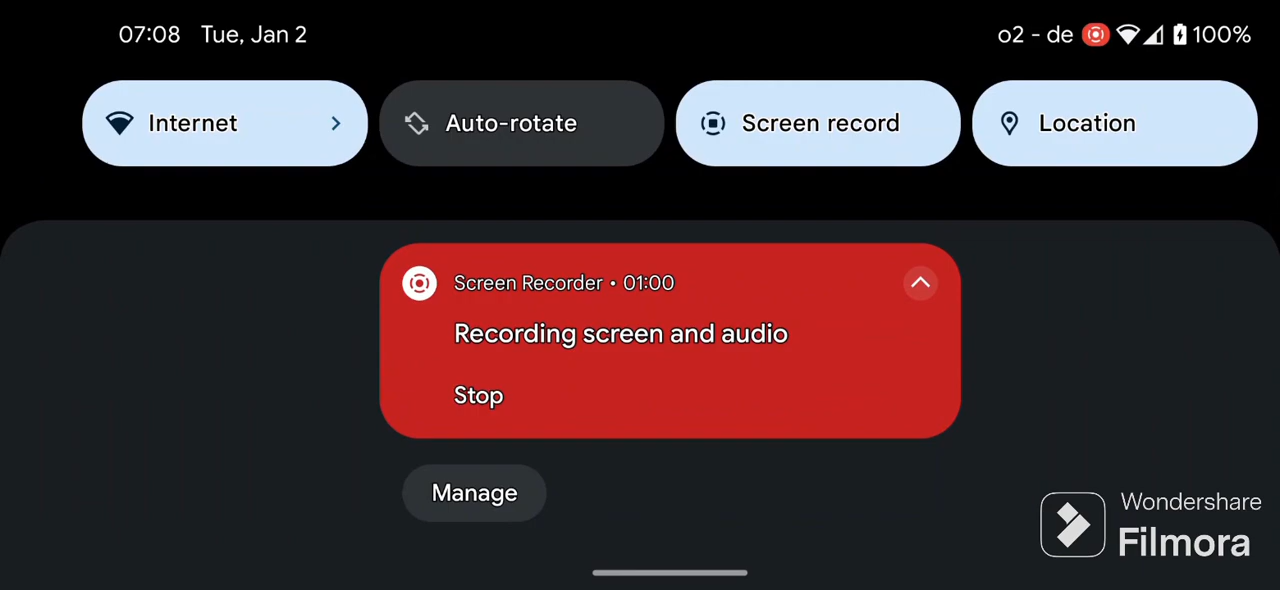 07:08 Tue, Jan 2
o2 - de 100%
Internet
Auto-rotate
Screen record
Location
Screen Recorder • 01:00
Recording screen and audio
Stop
Manage
Wondershare
Filmora